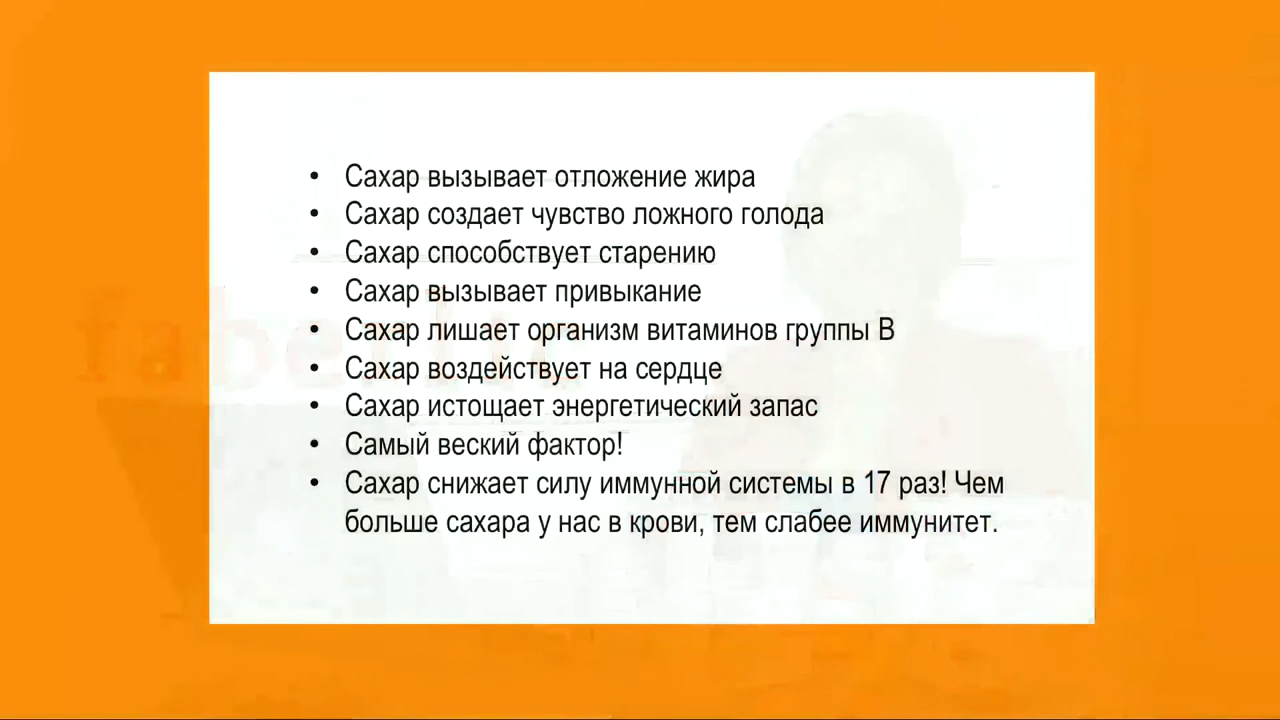 • Сахар вызывает отложение жира
• Сахар создает чувство ложного голода
• Сахар способствует старению
• Сахар вызывает привыкание
• Сахар лишает организм витаминов группы В
• Сахар воздействует на сердце
• Сахар истощает энергетический запас
• Самый веский фактор!
• Сахар снижает силу иммунной системы в 17 раз! Чем
больше сахара у нас в крови, тем слабее иммунитет.
faberlic